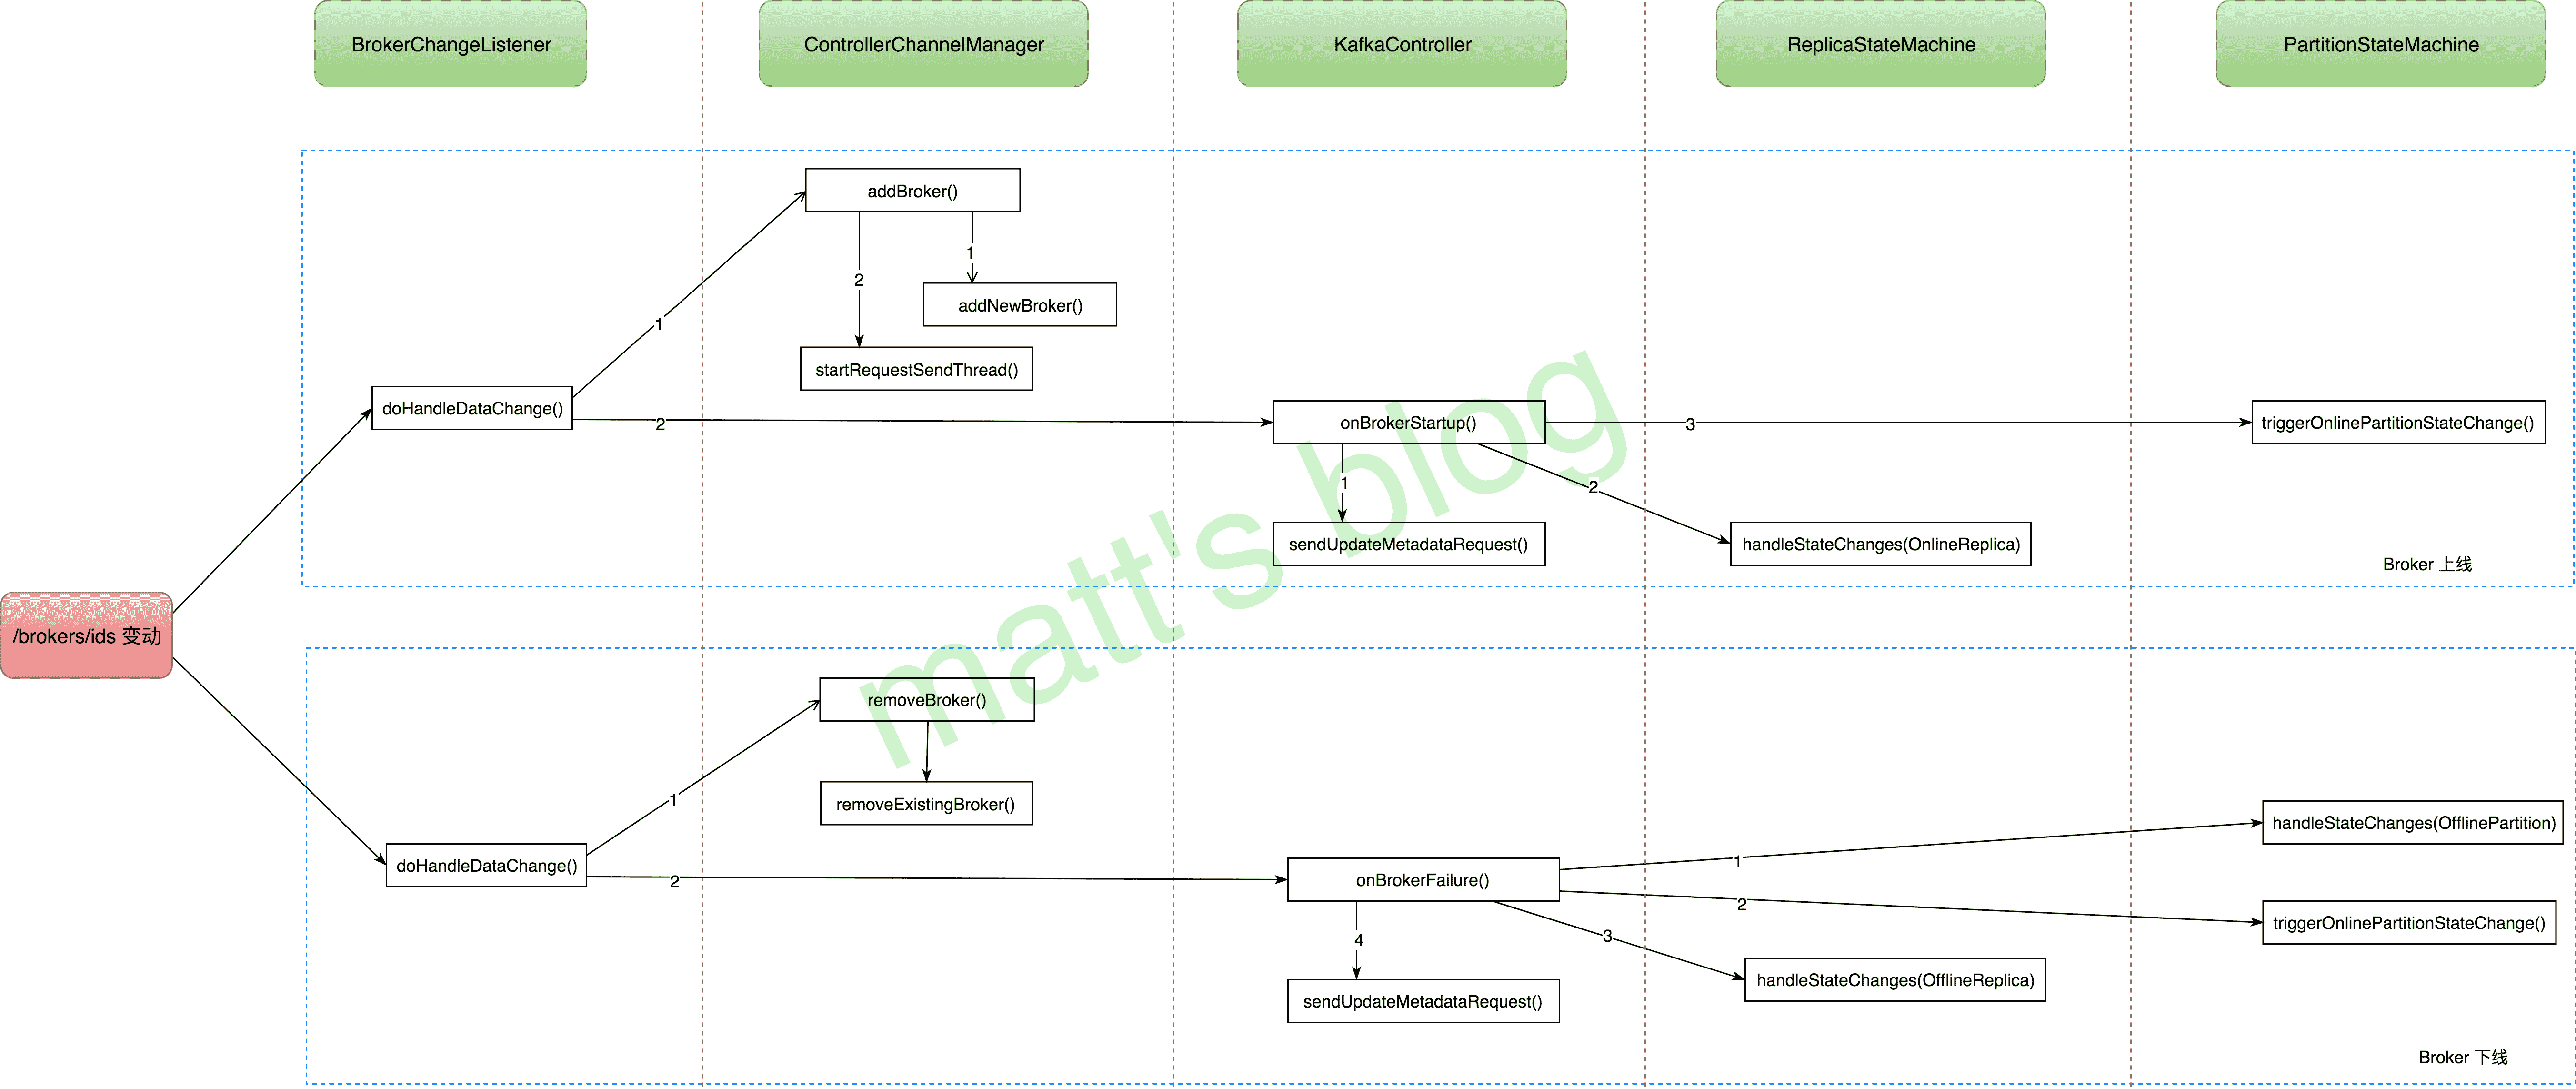 BrokerChangeListener
ControllerChannelManager
KafkaController
ReplicaStateMachine
PartitionStateMachine
addBroker()
1
2
addNewBroker()
1
startRequestSendThread()
doHandleDataChange()
2
onBrokerStartup()
3
triggerOnlinePartitionStateChange()
1
2
sendUpdateMetadataRequest()
handleStateChanges(OnlineReplica)
Broker 上线
/brokers/ids 变动
matt's blog
removeBroker()
1
removeExistingBroker()
handleStateChanges(OfflinePartition)
doHandleDataChange()
2
onBrokerFailure()
1
2
triggerOnlinePartitionStateChange()
4
3
handleStateChanges(OfflineReplica)
sendUpdateMetadataRequest()
Broker 下线